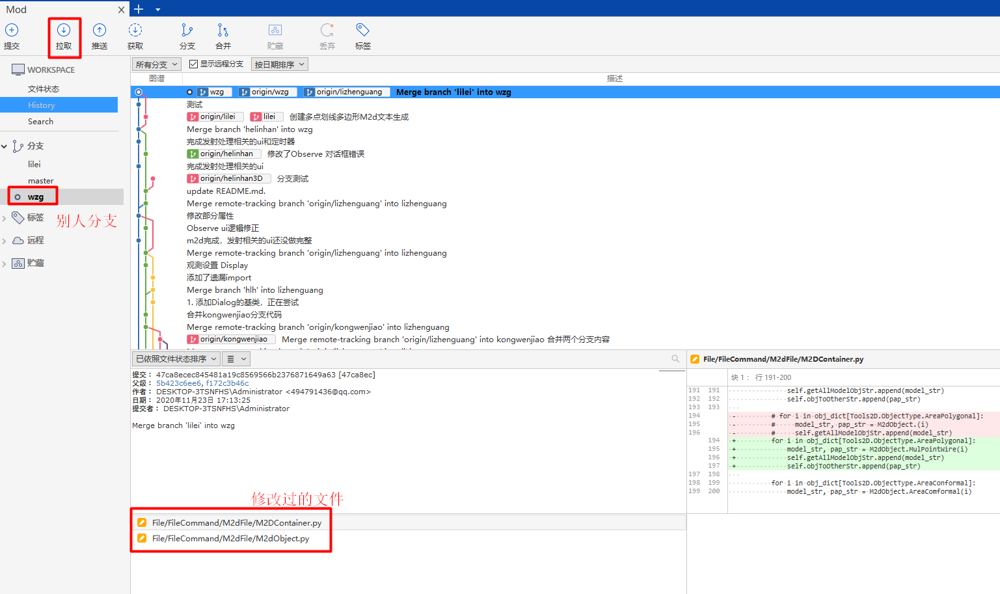 Mod
提交
拉取
推送
获取
分支
合并
贮藏
丢弃
标签
WORKSPACE
文件状态
History
Search
分支
lilei
master
wzg
标签
别人分支
远程
贮藏
所有分支
显示远程分支
按日期排序
图谱
描述
wzg origin/wzg origin/lizhenguang Merge branch 'lilei' into wzg
测试
origin/lilei lilei 创建多点划线多边形M2d文本生成
Merge branch 'helinhan' into wzg
完成发射处理相关的ui和定时器
origin/helinhan 修改了Observe 对话框错误
完成发射处理相关的ui
origin/helinhan3D 分支测试
update README.md.
Merge remote-tracking branch 'origin/lizhenguang' into lizhenguang
修改部分属性
Observe ui逻辑修正
m2d完成，发射相关的ui还没做完整
Merge remote-tracking branch 'origin/lizhenguang' into lizhenguang
观测设置 Display
添加了遗漏import
Merge branch 'hlh' into lizhenguang
1. 添加Dialog的基类，正在尝试
合并kongwenjiao分支代码
Merge remote-tracking branch 'origin/kongwenjiao' into lizhenguang
origin/kongwenjiao Merge remote-tracking branch 'origin/lizhenguang' into kongwenjiao 合并两个分支内容
已依照文件状态排序
提交： 47ca8ecec845481a19c8569566b2376871649a63 [47ca8ec]
父级： 5b423c6ee6, f172c3b46c
作者： DESKTOP-3TSNFHS\Administrator <494791436@qq.com>
日期： 2020年11月23日 17:13:25
提交者： DESKTOP-3TSNFHS\Administrator
Merge branch 'lilei' into wzg
修改过的文件
File/FileCommand/M2dFile/M2DContainer.py
File/FileCommand/M2dFile/M2dObject.py
File/FileCommand/M2dFile/M2DContainer.py
块 1： 行 191-200
191 191 self.getAllModelObjStr.append(model_str)
192 192 self.objToOtherStr.append(pap_str)
193 193
194 - # for i in obj_dict[Tools2D.ObjectType.AreaPolygonal]:
195 - # model_str, pap_str = M2dObject.(i)
196 - # self.getAllModelObjStr.append(model_str)
194 + for i in obj_dict[Tools2D.ObjectType.AreaPolygonal]:
195 + model_str, pap_str = M2dObject.MulPointWire(i)
196 + self.getAllModelObjStr.append(model_str)
197 + self.objToOtherStr.append(pap_str)
197 198
198 199 for i in obj_dict[Tools2D.ObjectType.AreaConformal]:
199 200 model_str, pap_str = M2dObject.AreaComformal(i)